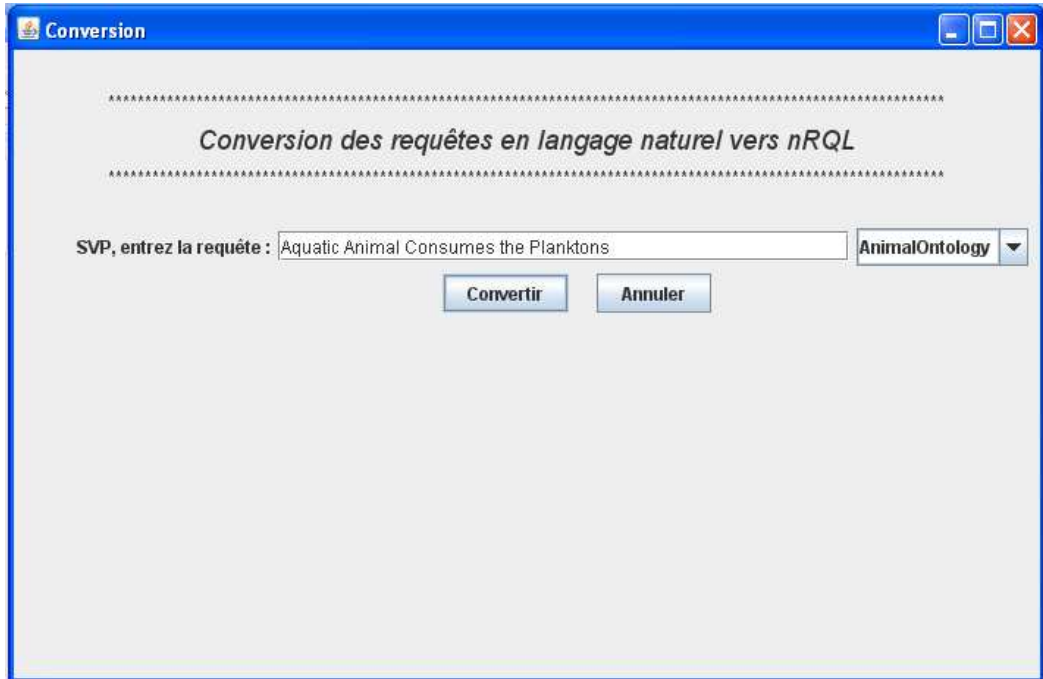 Conversion
Conversion des requêtes en langage naturel vers nRQL
SVP, entrez la requête : Aquatic Animal Consumes the Planktons AnimalOntology
Convertir Annuler